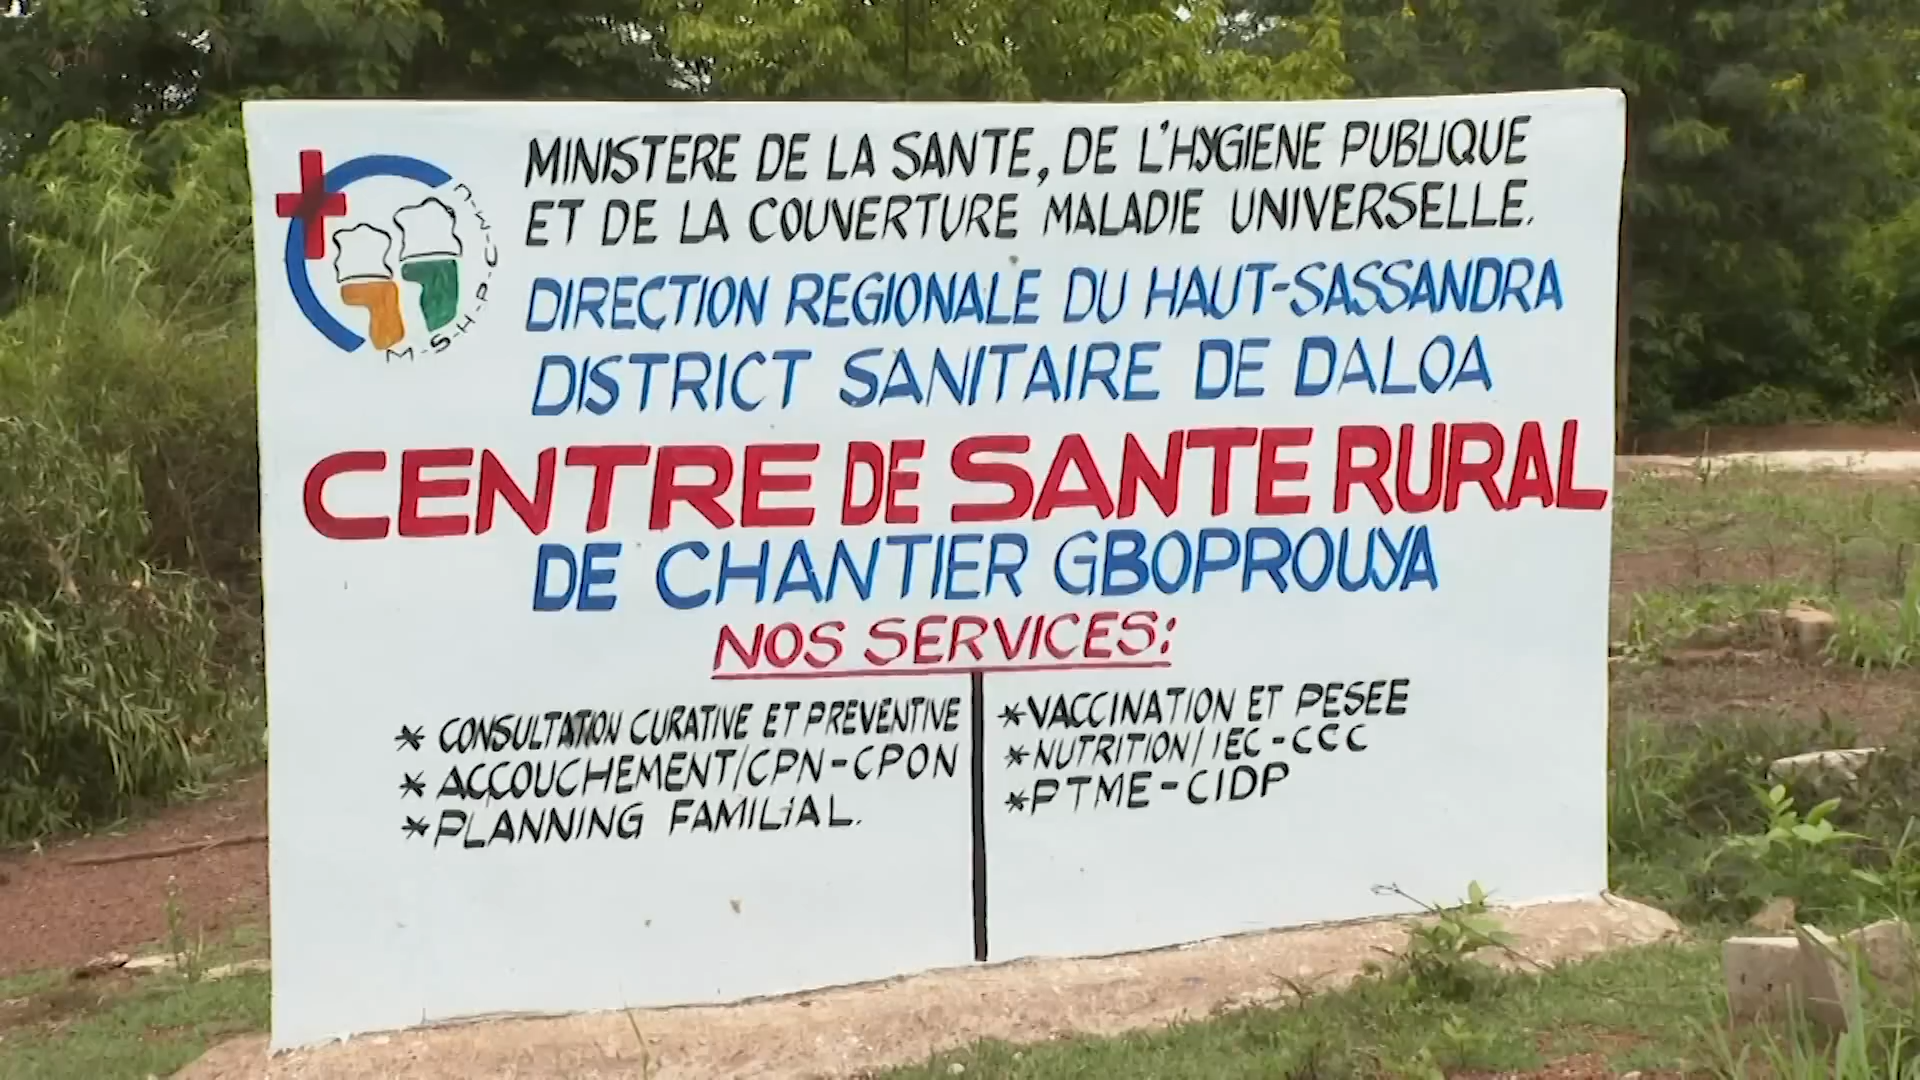 MINISTERE DE LA SANTE, DE L'HYGIENE PUBLIQUE
ET DE LA COUVERTURE MALADIE UNIVERSELLE.
M-S-H-P-C-M-U
DIRECTION REGIONALE DU HAUT-SASSANDRA
DISTRICT SANITAIRE DE DALOA
CENTRE DE SANTE RURAL
DE CHANTIER GBOPROUYA
NOS SERVICES:
* CONSULTATION CURATIVE ET PREVENTIVE
* ACCOUCHEMENT/CPN-CPON
* PLANNING FAMILIAL.
* VACCINATION ET PESEE
* NUTRITION/IEC-CCC
* PTME-CIDP